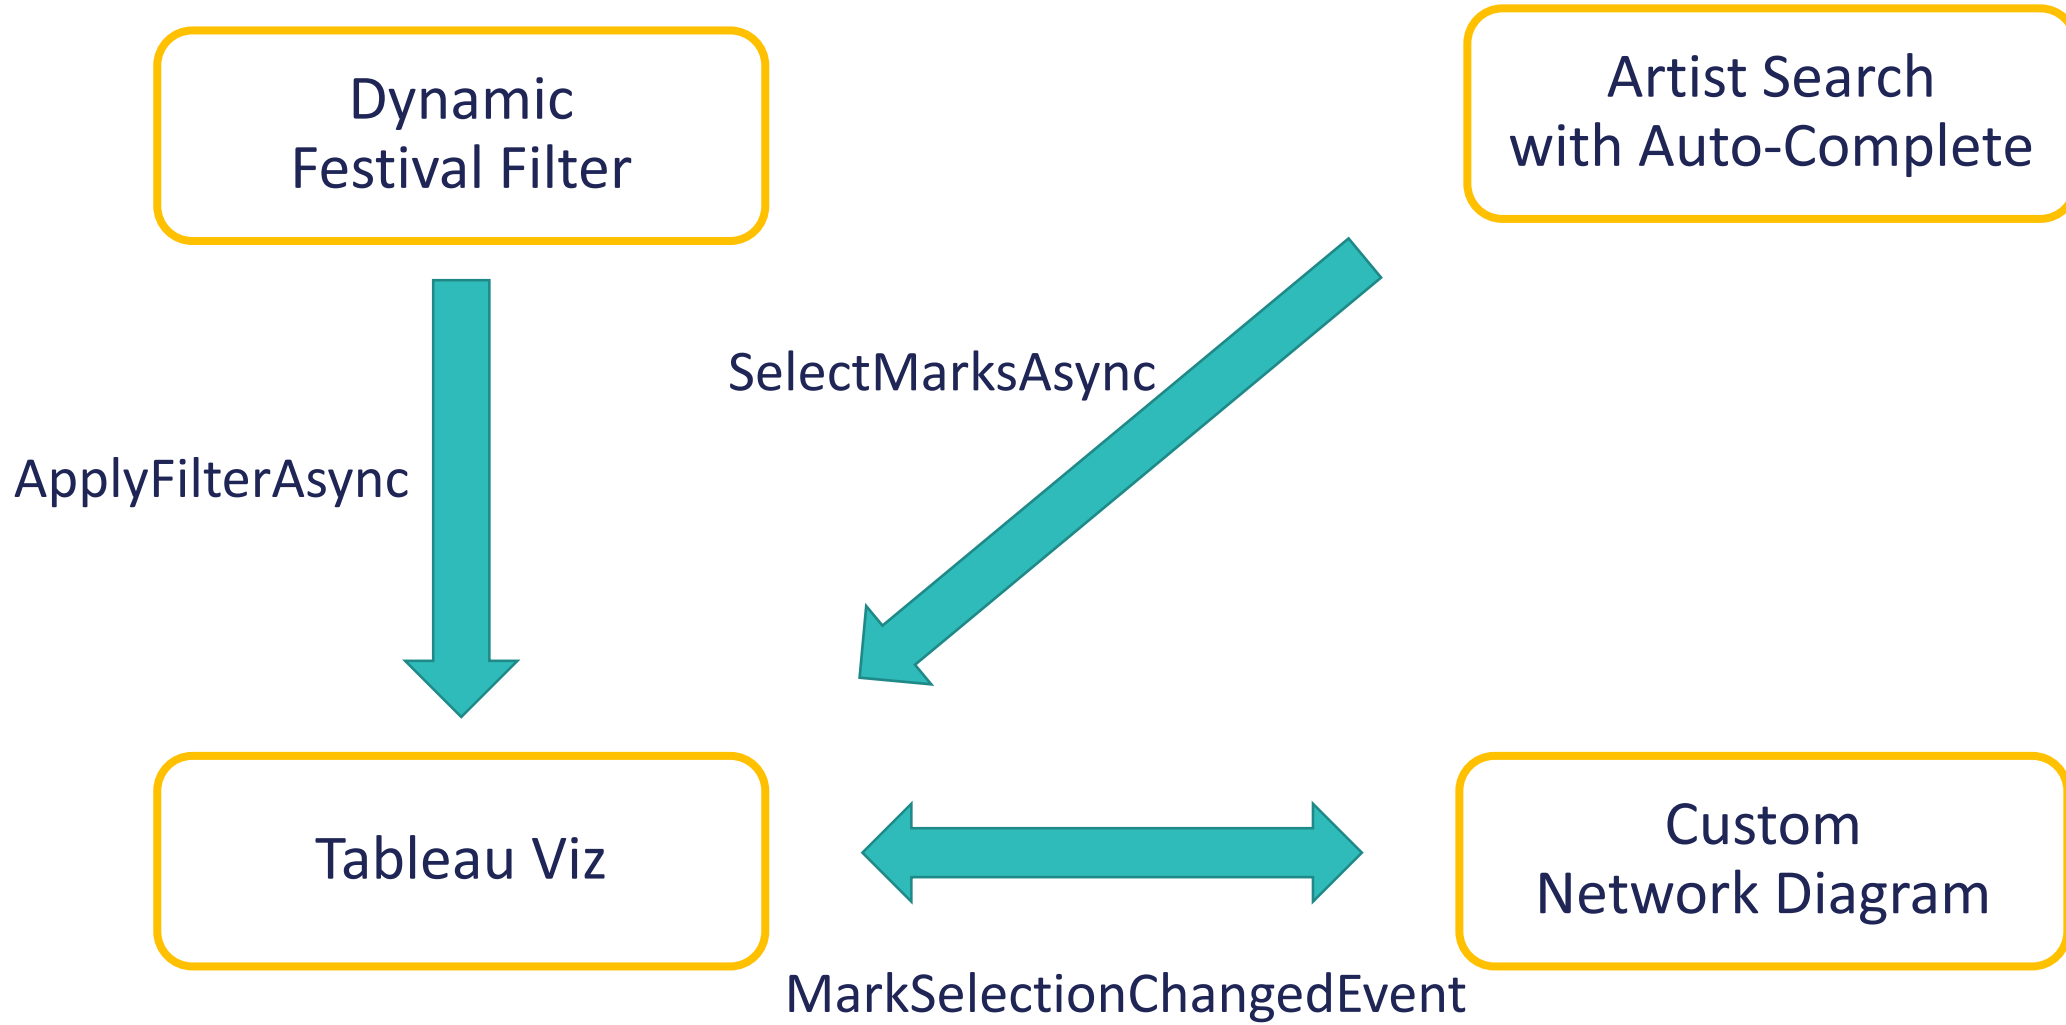 Dynamic
Festival Filter
Artist Search
with Auto-Complete
SelectMarksAsync
ApplyFilterAsync
Tableau Viz
Custom
Network Diagram
MarkSelectionChangedEvent